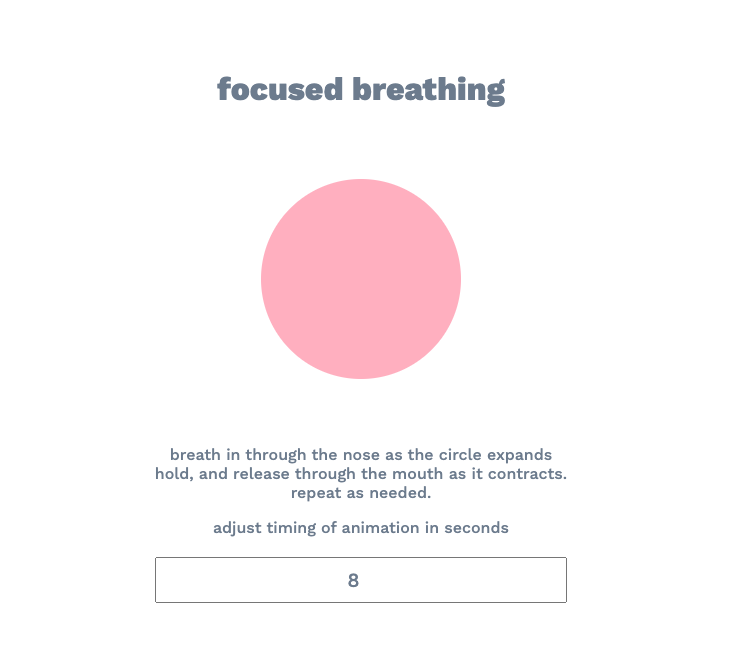 focused breathing
breath in through the nose as the circle expands
hold, and release through the mouth as it contracts.
repeat as needed.
adjust timing of animation in seconds
8